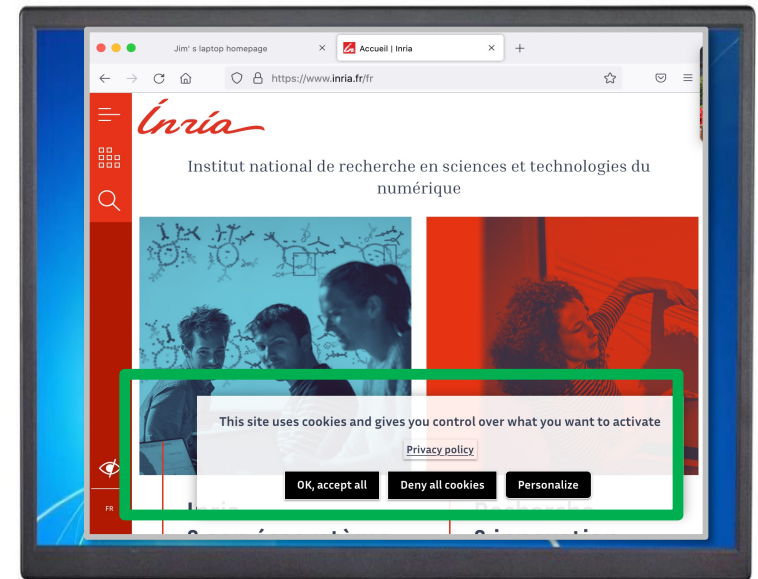 Jim' s laptop homepage
Accueil | Inria
https://www.inria.fr/fr
Inría
Institut national de recherche en sciences et technologies du
numérique
This site uses cookies and gives you control over what you want to activate
Privacy policy
OK, accept all
Deny all cookies
Personalize
FR
Inria
Recherche